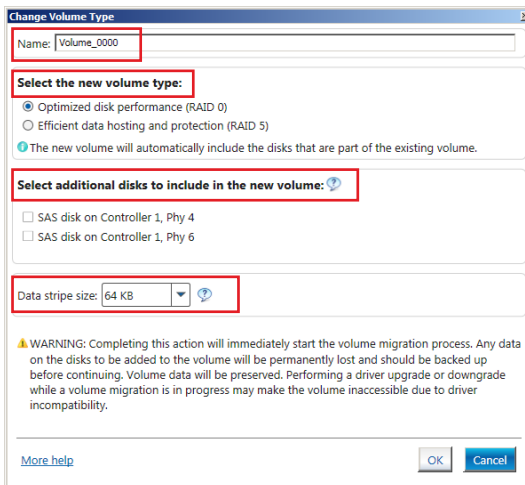 Change Volume Type
Name: Volume_0000
Select the new volume type:
Optimized disk performance (RAID 0)
Efficient data hosting and protection (RAID 5)
The new volume will automatically include the disks that are part of the existing volume.
Select additional disks to include in the new volume:
SAS disk on Controller 1, Phy 4
SAS disk on Controller 1, Phy 6
Data stripe size: 64 KB
WARNING: Completing this action will immediately start the volume migration process. Any data
on the disks to be added to the volume will be permanently lost and should be backed up
before continuing. Volume data will be preserved. Performing a driver upgrade or downgrade
while a volume migration is in progress may make the volume inaccessible due to driver
incompatibility.
More help OK Cancel